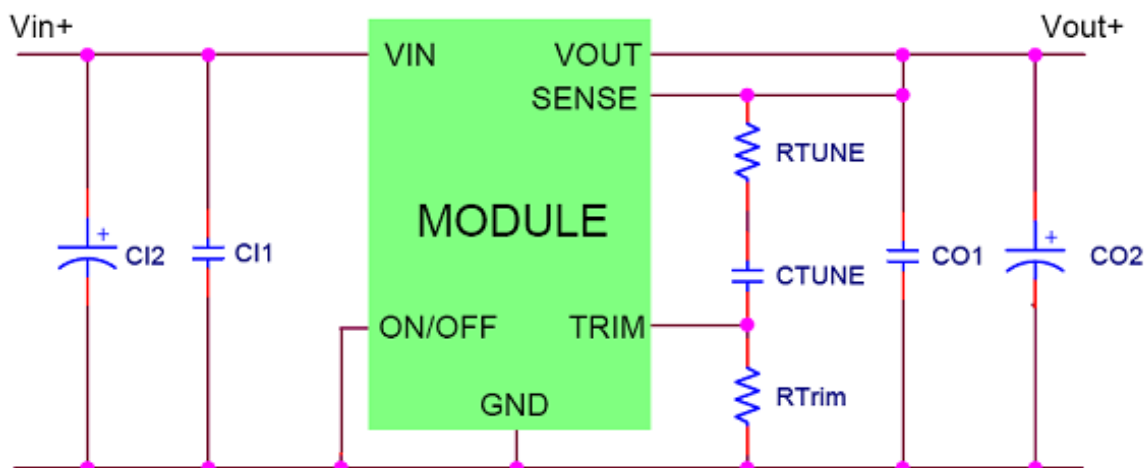 Vin+
Vout+
VIN
VOUT
SENSE
RTUNE
MODULE
+
CI2
CI1
CTUNE
CO1
+
CO2
ON/OFF
TRIM
RTrim
GND